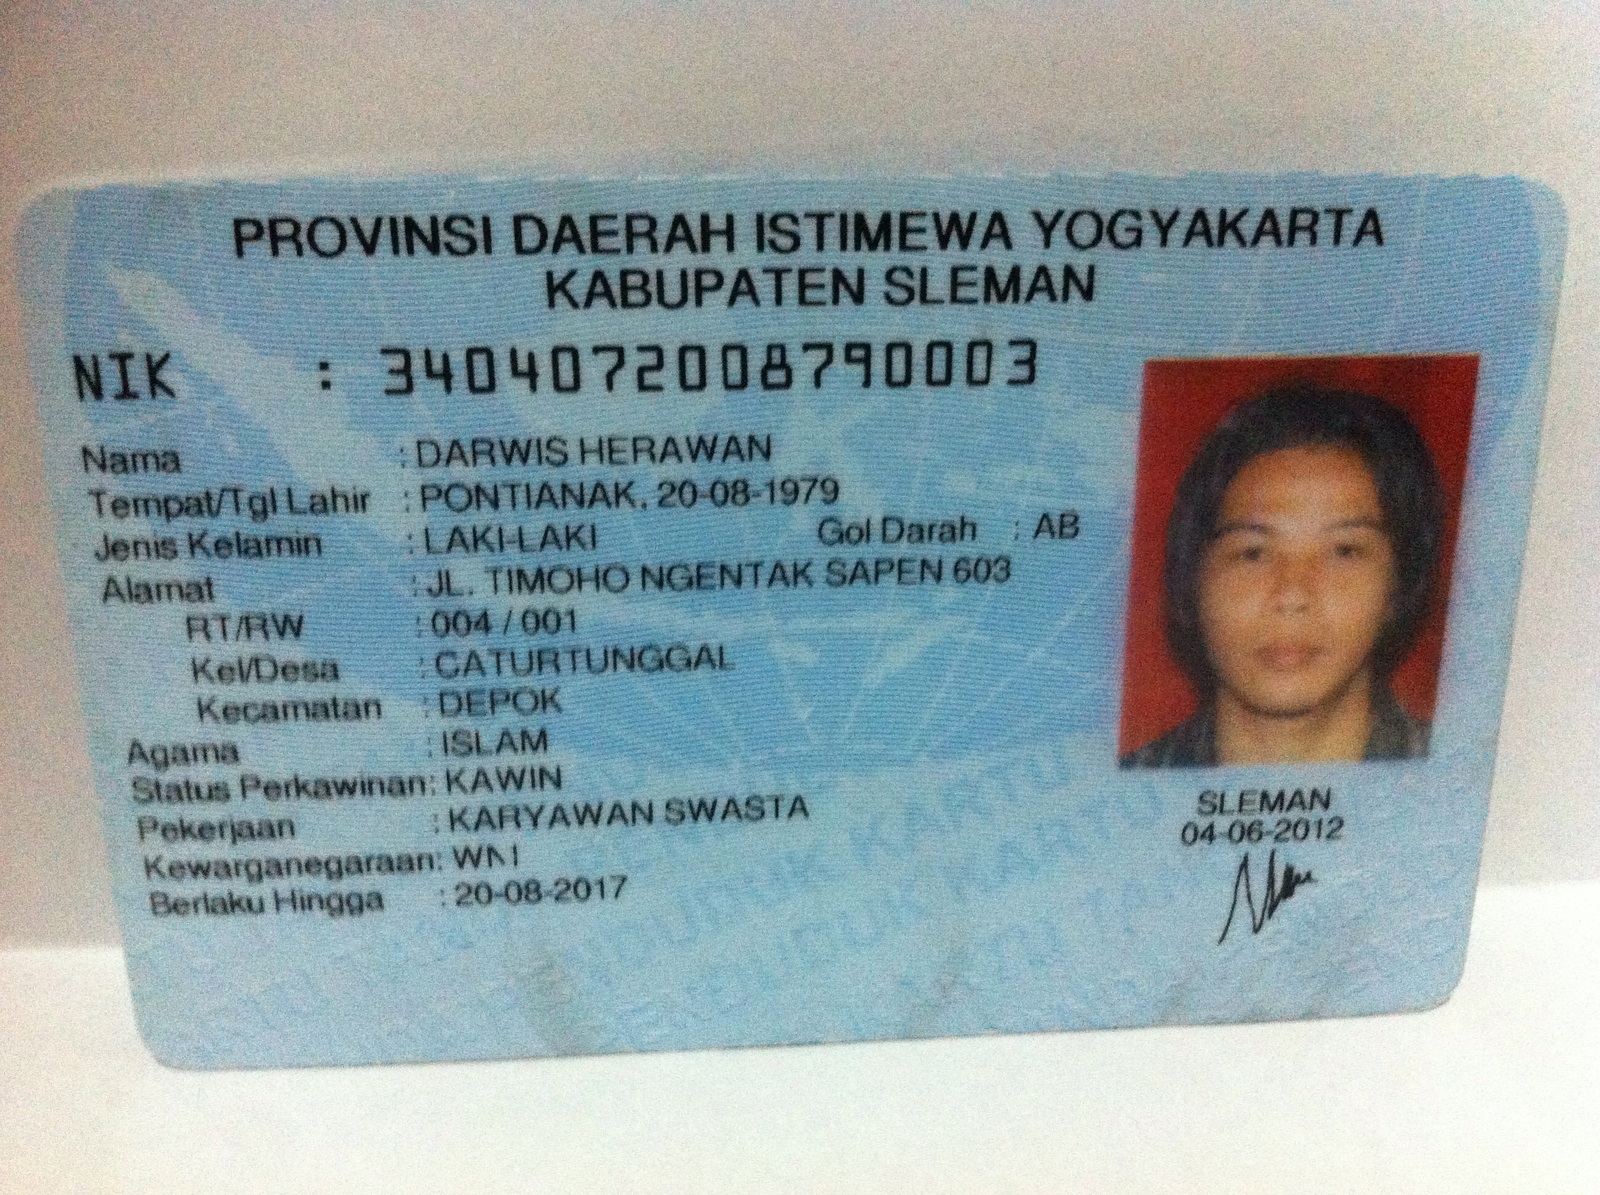 PROVINSI DAERAH ISTIMEWA YOGYAKARTA
KABUPATEN SLEMAN
NIK : 3404072008790003
Nama : DARWIS HERAWAN
Tempat/Tgl Lahir : PONTIANAK, 20-08-1979
Jenis Kelamin : LAKI-LAKI Gol Darah : AB
Alamat : JL. TIMOHO NGENTAK SAPEN 603
RT/RW : 004 / 001
Kel/Desa : CATURTUNGGAL
Kecamatan : DEPOK
Agama : ISLAM
Status Perkawinan: KAWIN
Pekerjaan : KARYAWAN SWASTA
Kewarganegaraan: WNI
Berlaku Hingga : 20-08-2017
SLEMAN
04-06-2012